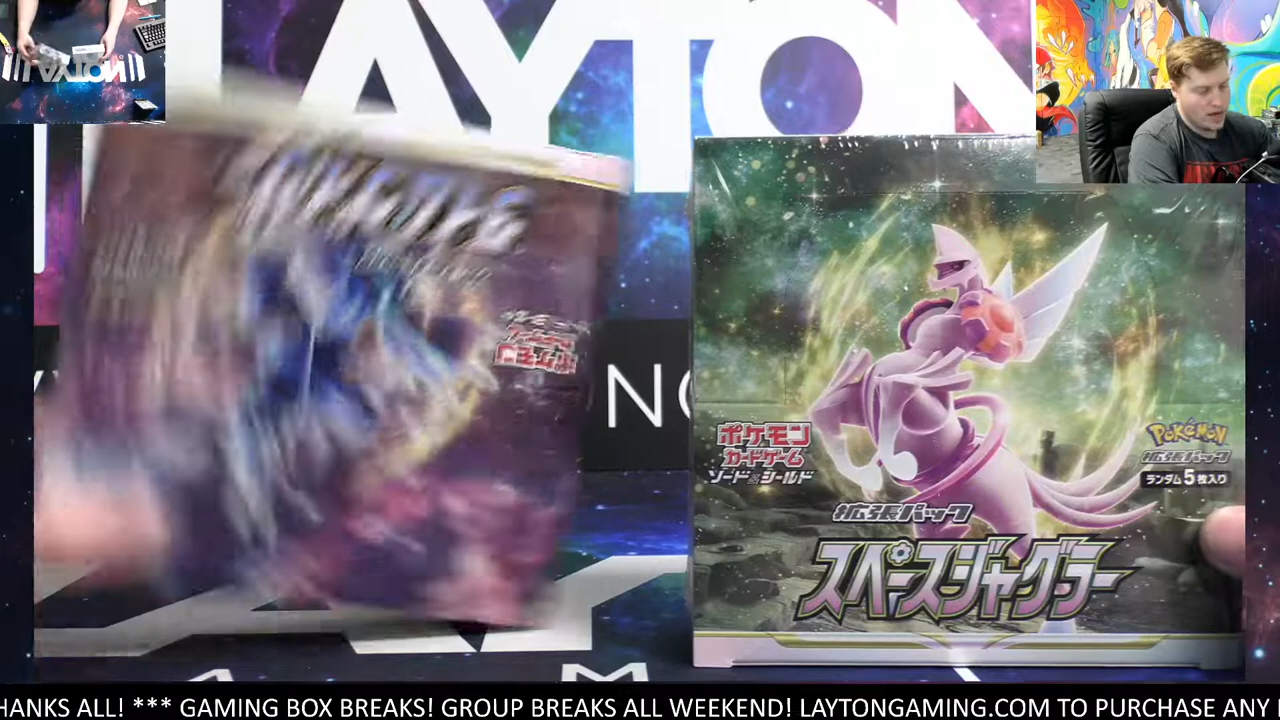 LAYTON
ポケモン
カードゲーム
ソード&シールド
Pokémon
拡張パック
ランダム5枚入り
拡張パック
スペースジャグラー
HANKS ALL! *** GAMING BOX BREAKS! GROUP BREAKS ALL WEEKEND! LAYTONGAMING.COM TO PURCHASE ANY